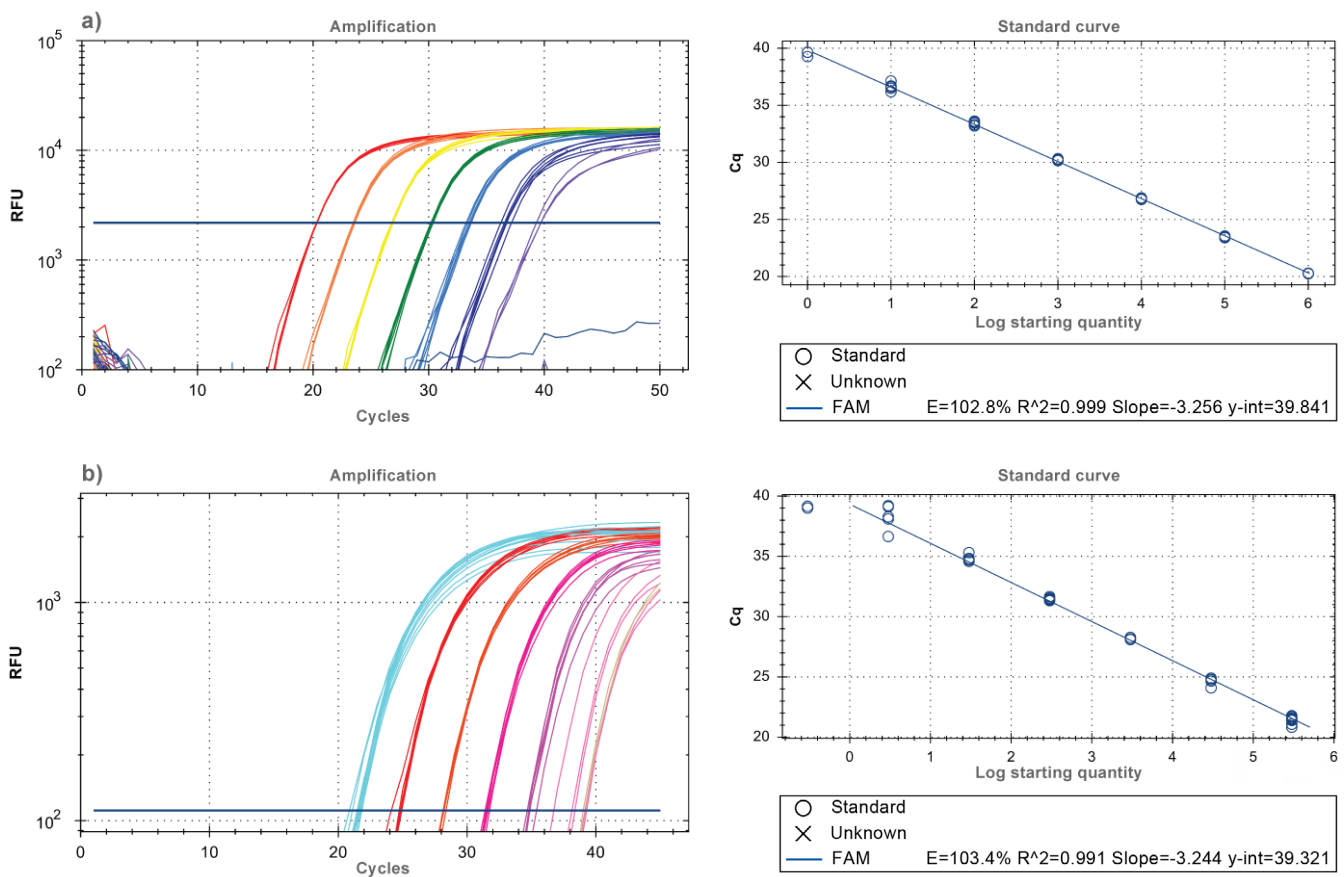 a)
Amplification
10^5
10^4
10^3
10^2
RFU
0 10 20 30 40 50
Cycles
Standard curve
40
35
30
25
20
Cq
0 1 2 3 4 5 6
Log starting quantity
Standard
Unknown
FAM E=102.8% R^2=0.999 Slope=-3.256 y-int=39.841
b)
Amplification
10^3
10^2
RFU
0 10 20 30 40
Cycles
Standard curve
40
35
30
25
20
Cq
0 1 2 3 4 5 6
Log starting quantity
Standard
Unknown
FAM E=103.4% R^2=0.991 Slope=-3.244 y-int=39.321